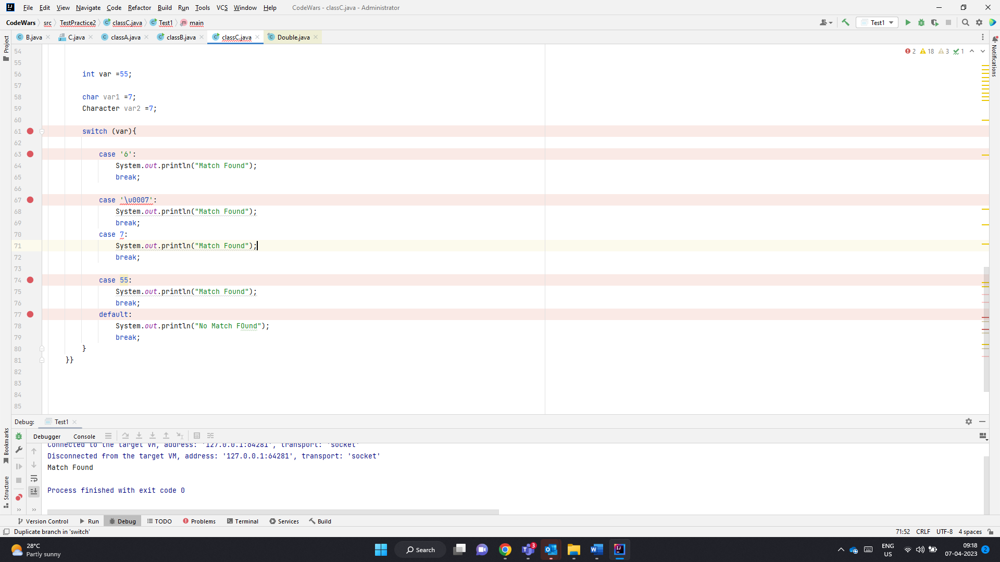 File Edit View Navigate Code Refactor Build Run Tools VCS Window Help CodeWars - classC.java - Administrator
CodeWars src TestPractice2 classC.java Test1 main Test1
B.java C.java classA.java classB.java classC.java Double.java
Project
Notifications
2 18 3 1
54
55
56 int var =55;
57
58 char var1 =7;
59 Character var2 =7;
60
61 switch (var){
62
63 case '6':
64 System.out.println("Match Found");
65 break;
66
67 case '\u0007':
68 System.out.println("Match Found");
69 break;
70 case 7:
71 System.out.println("Match Found");
72 break;
73
74 case 55:
75 System.out.println("Match Found");
76 break;
77 default:
78 System.out.println("No Match FOund");
79 break;
80 }
81 }}
82
83
84
85
Debug: Test1
Debugger Console
Bookmarks
Structure
Connected to the target VM, address: '127.0.0.1:64281', transport: 'socket'
Disconnected from the target VM, address: '127.0.0.1:64281', transport: 'socket'
Match Found
Process finished with exit code 0
Version Control Run Debug TODO Problems Terminal Services Build
Duplicate branch in 'switch' 71:52 CRLF UTF-8 4 spaces
28°C
Partly sunny
Search
3
ENG
US
09:18
07-04-2023
2